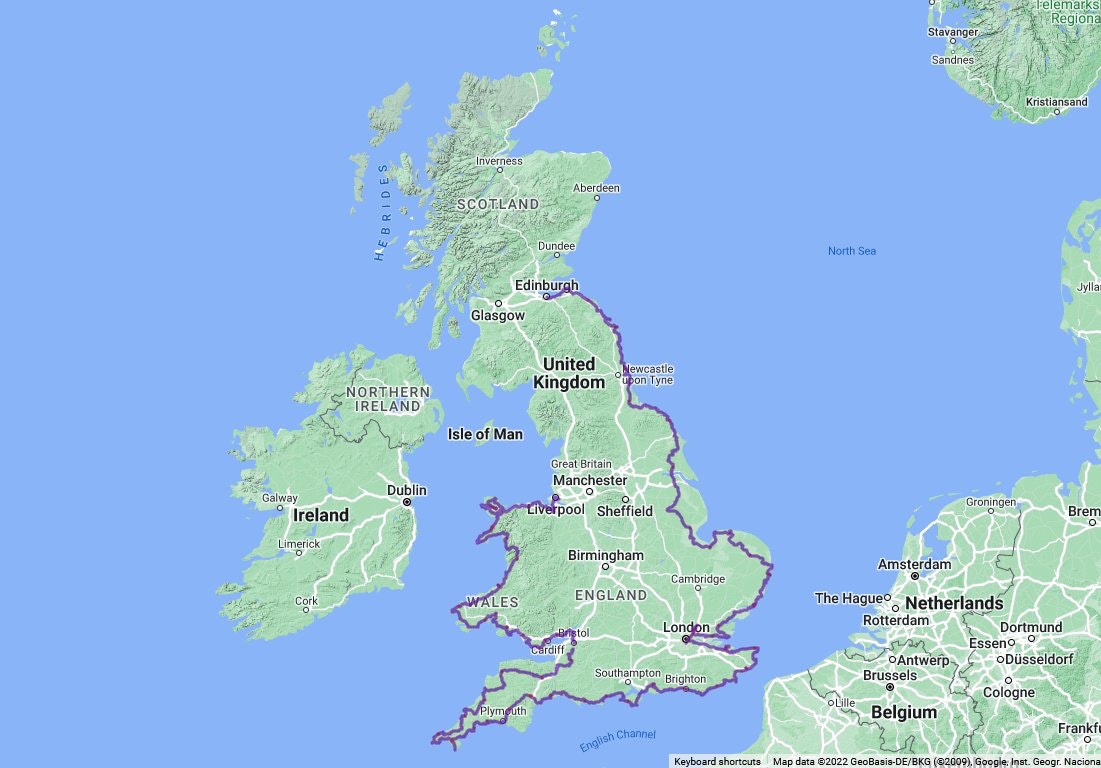 Telemark
Regiona
Stavanger
Sandnes
Kristiansand
Inverness
Aberdeen
SCOTLAND
HEBRIDES
North Sea
Dundee
Jylla
Edinburgh
Glasgow
United
Kingdom
Newcastle
upon Tyne
NORTHERN
IRELAND
Isle of Man
Great Britain
Manchester
Dublin
Galway
Ireland
Liverpool
Sheffield
Groningen
Brem
Limerick
Birmingham
Amsterdam
Cambridge
Cork
WALES
ENGLAND
The Hague
Netherlands
Rotterdam
London
Dortmund
Bristol
Essen
Cardiff
Antwerp
Düsseldorf
Southampton
Brighton
Brussels
Cologne
Plymouth
Lille
Belgium
English Channel
Frankfu
Keyboard shortcuts
Map data ©2022 GeoBasis-DE/BKG (©2009), Google, Inst. Geogr. Naciona